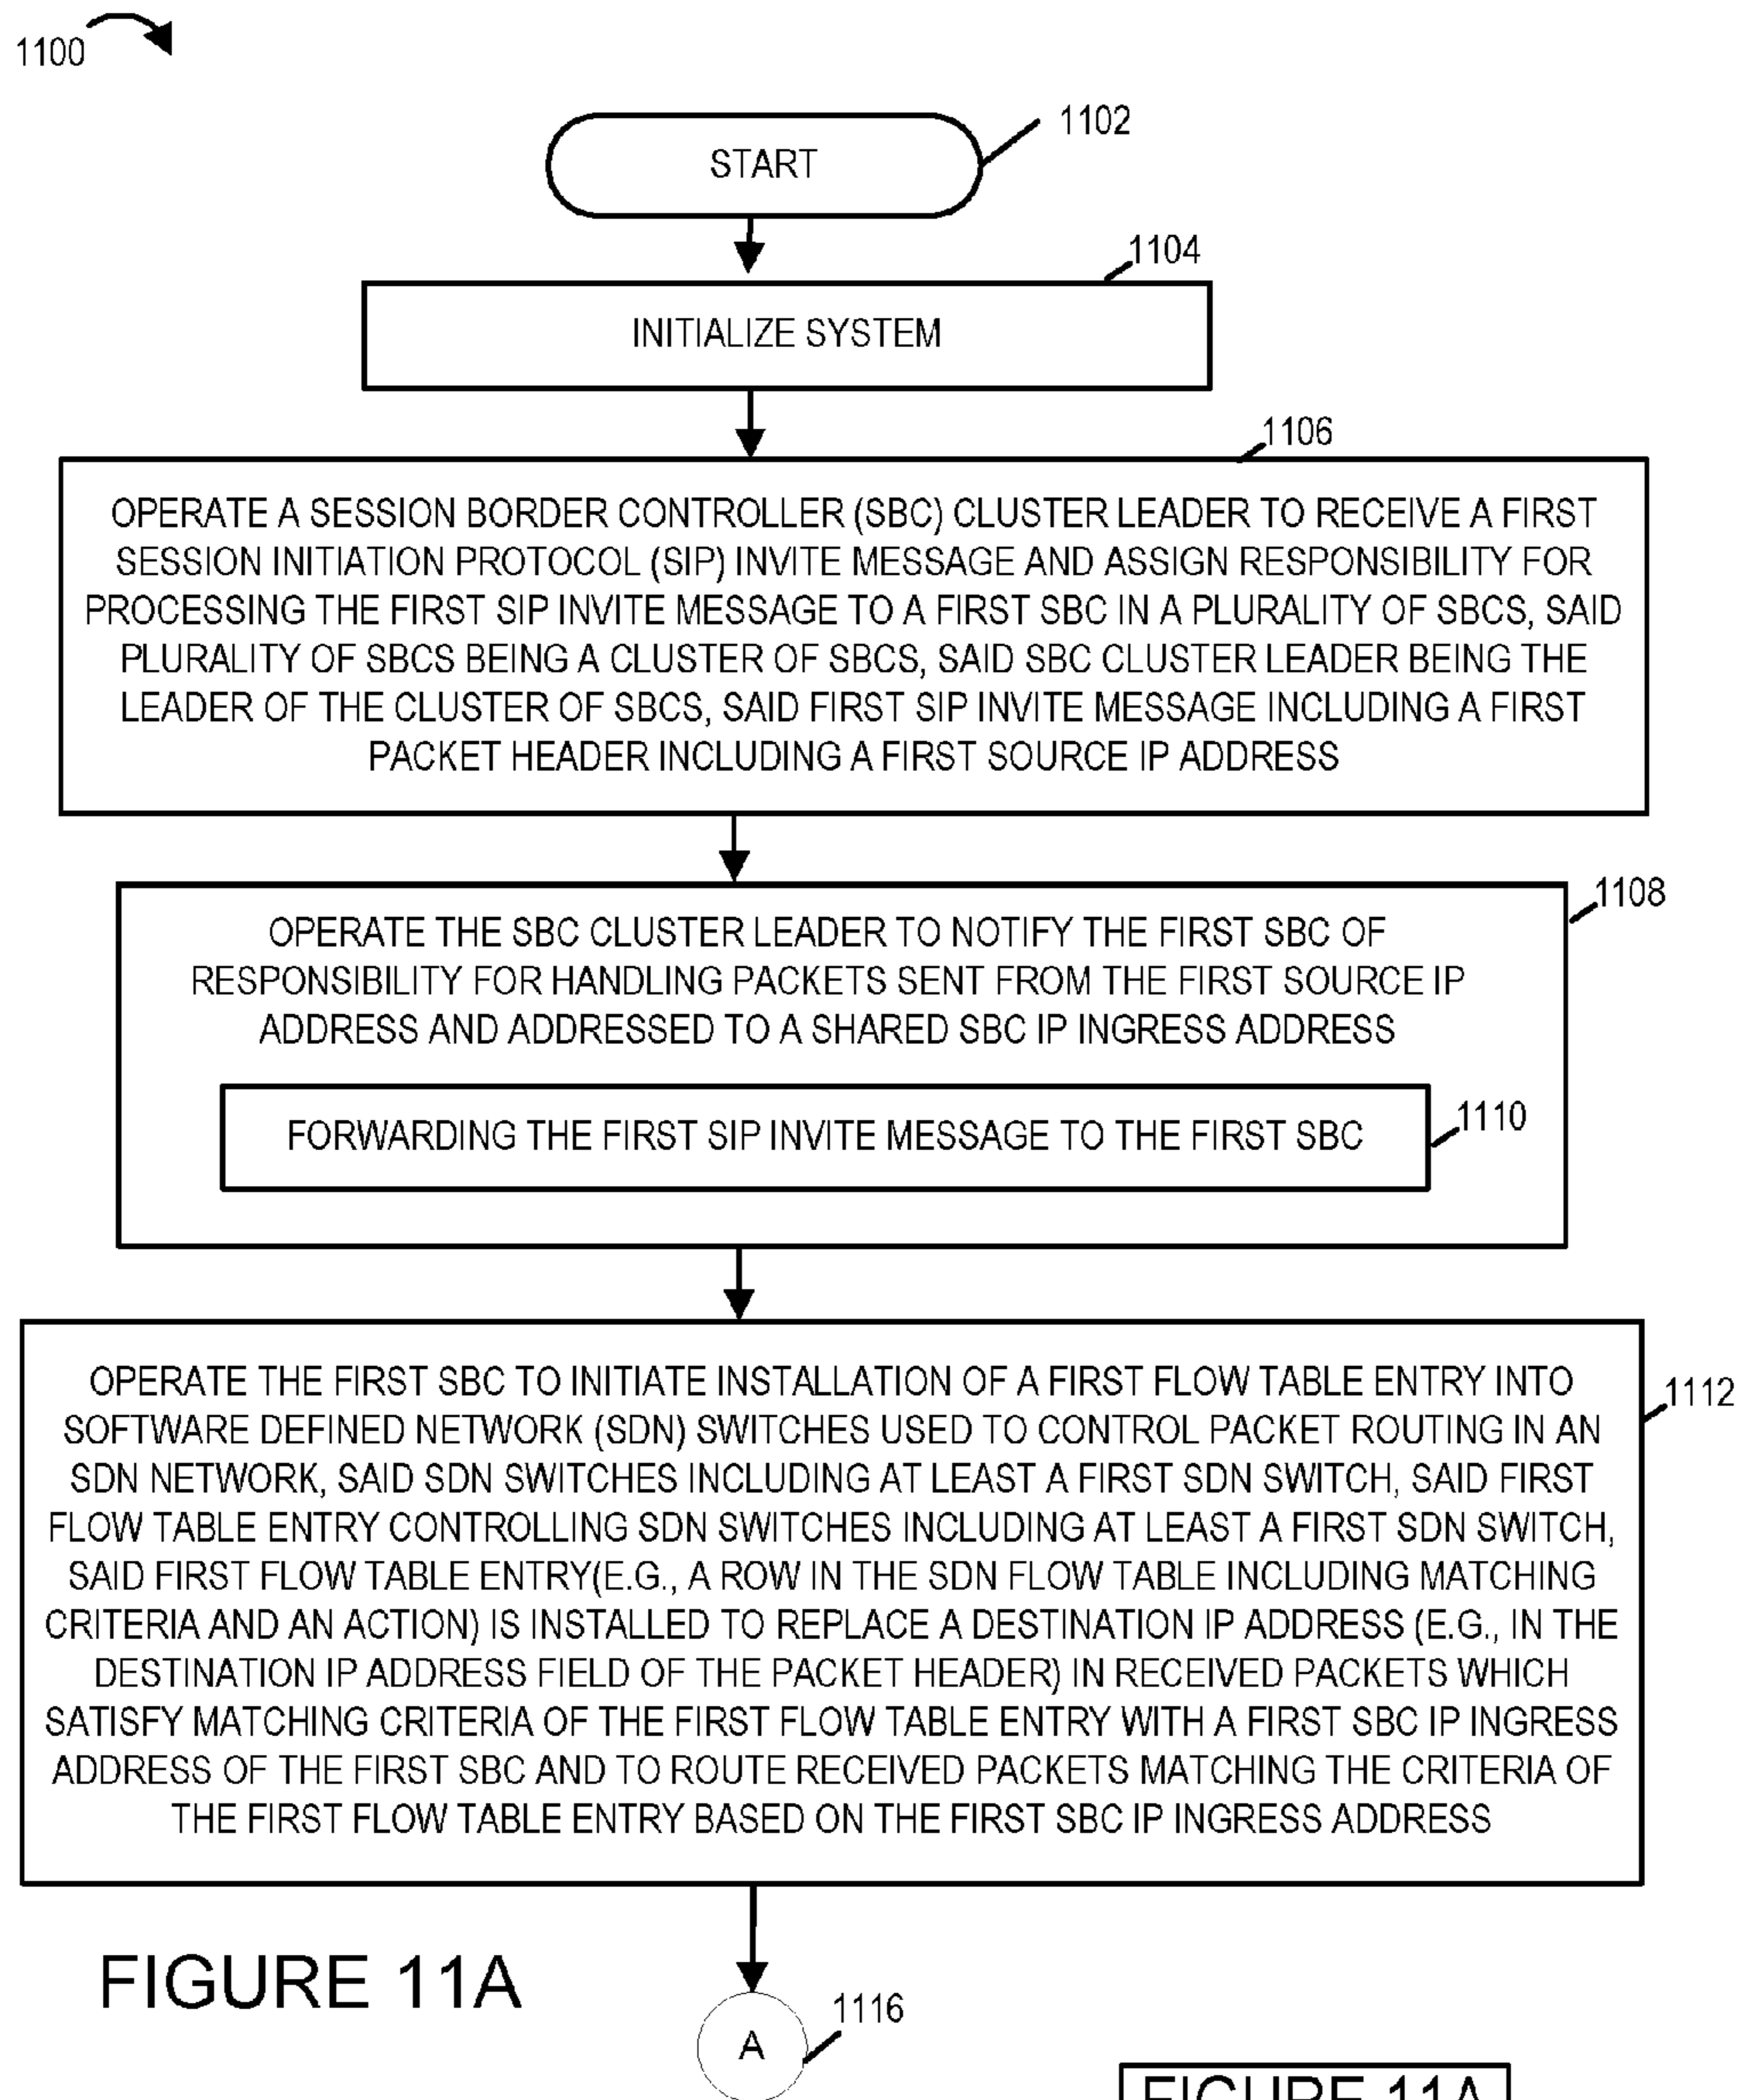 1100
1102
START
1104
INITIALIZE SYSTEM
1106
OPERATE A SESSION BORDER CONTROLLER (SBC) CLUSTER LEADER TO RECEIVE A FIRST
SESSION INITIATION PROTOCOL (SIP) INVITE MESSAGE AND ASSIGN RESPONSIBILITY FOR
PROCESSING THE FIRST SIP INVITE MESSAGE TO A FIRST SBC IN A PLURALITY OF SBCS, SAID
PLURALITY OF SBCS BEING A CLUSTER OF SBCS, SAID SBC CLUSTER LEADER BEING THE
LEADER OF THE CLUSTER OF SBCS, SAID FIRST SIP INVITE MESSAGE INCLUDING A FIRST
PACKET HEADER INCLUDING A FIRST SOURCE IP ADDRESS
1108
OPERATE THE SBC CLUSTER LEADER TO NOTIFY THE FIRST SBC OF
RESPONSIBILITY FOR HANDLING PACKETS SENT FROM THE FIRST SOURCE IP
ADDRESS AND ADDRESSED TO A SHARED SBC IP INGRESS ADDRESS
1110
FORWARDING THE FIRST SIP INVITE MESSAGE TO THE FIRST SBC
1112
OPERATE THE FIRST SBC TO INITIATE INSTALLATION OF A FIRST FLOW TABLE ENTRY INTO
SOFTWARE DEFINED NETWORK (SDN) SWITCHES USED TO CONTROL PACKET ROUTING IN AN
SDN NETWORK, SAID SDN SWITCHES INCLUDING AT LEAST A FIRST SDN SWITCH, SAID FIRST
FLOW TABLE ENTRY CONTROLLING SDN SWITCHES INCLUDING AT LEAST A FIRST SDN SWITCH,
SAID FIRST FLOW TABLE ENTRY(E.G., A ROW IN THE SDN FLOW TABLE INCLUDING MATCHING
CRITERIA AND AN ACTION) IS INSTALLED TO REPLACE A DESTINATION IP ADDRESS (E.G., IN THE
DESTINATION IP ADDRESS FIELD OF THE PACKET HEADER) IN RECEIVED PACKETS WHICH
SATISFY MATCHING CRITERIA OF THE FIRST FLOW TABLE ENTRY WITH A FIRST SBC IP INGRESS
ADDRESS OF THE FIRST SBC AND TO ROUTE RECEIVED PACKETS MATCHING THE CRITERIA OF
THE FIRST FLOW TABLE ENTRY BASED ON THE FIRST SBC IP INGRESS ADDRESS
FIGURE 11A
1116
A
FIGURE 11A